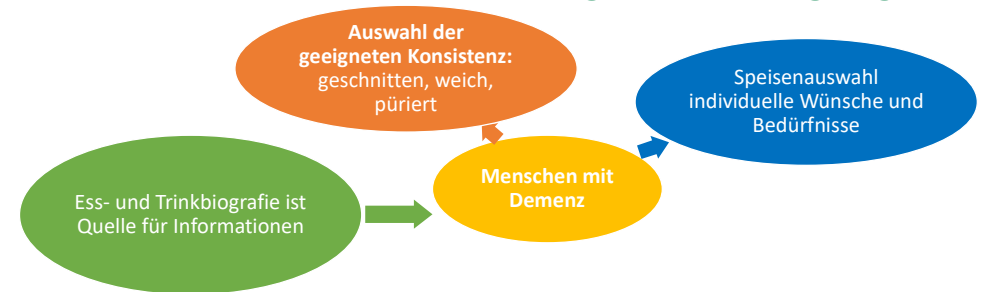 Auswahl der
geeigneten Konsistenz:
geschnitten, weich,
püriert
Speisenauswahl
individuelle Wünsche und
Bedürfnisse
Menschen mit
Demenz
Ess- und Trinkbiografie ist
Quelle für Informationen